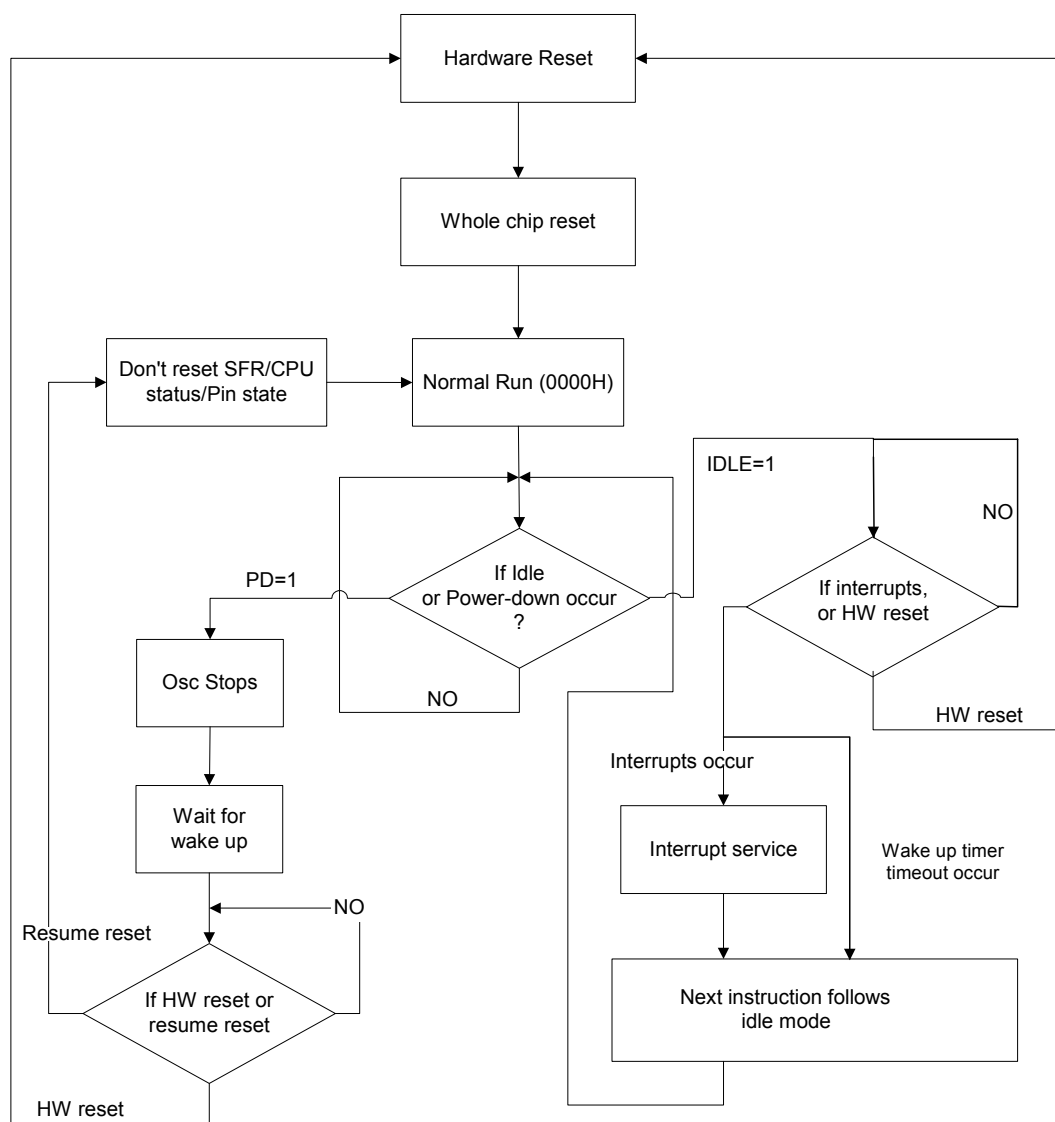 Hardware Reset
Whole chip reset
Don't reset SFR/CPU
status/Pin state
Normal Run (0000H)
IDLE=1
NO
PD=1
If Idle
or Power-down occur
?
If interrupts,
or HW reset
Osc Stops
NO
HW reset
Interrupts occur
Wait for
wake up
Interrupt service
Wake up timer
timeout occur
NO
Resume reset
If HW reset or
resume reset
Next instruction follows
idle mode
HW reset